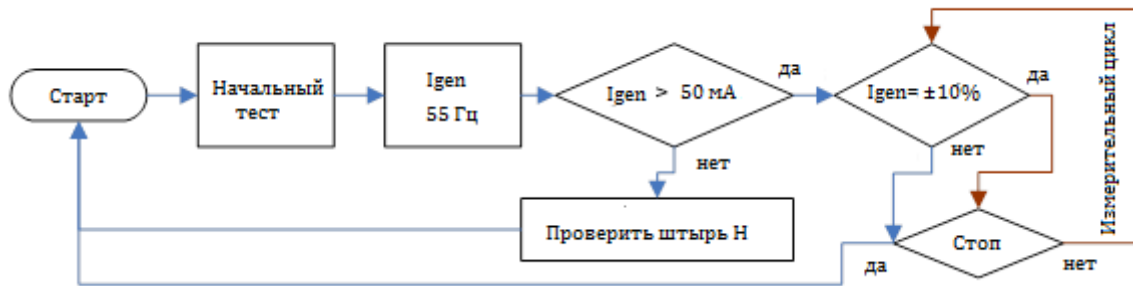 Старт
Начальный
тест
Igen
55 Гц
Igen > 50 мА
да
нет
Проверить штырь Н
Igen= ±10%
да
нет
Стоп
да
нет
Измерительный цикл